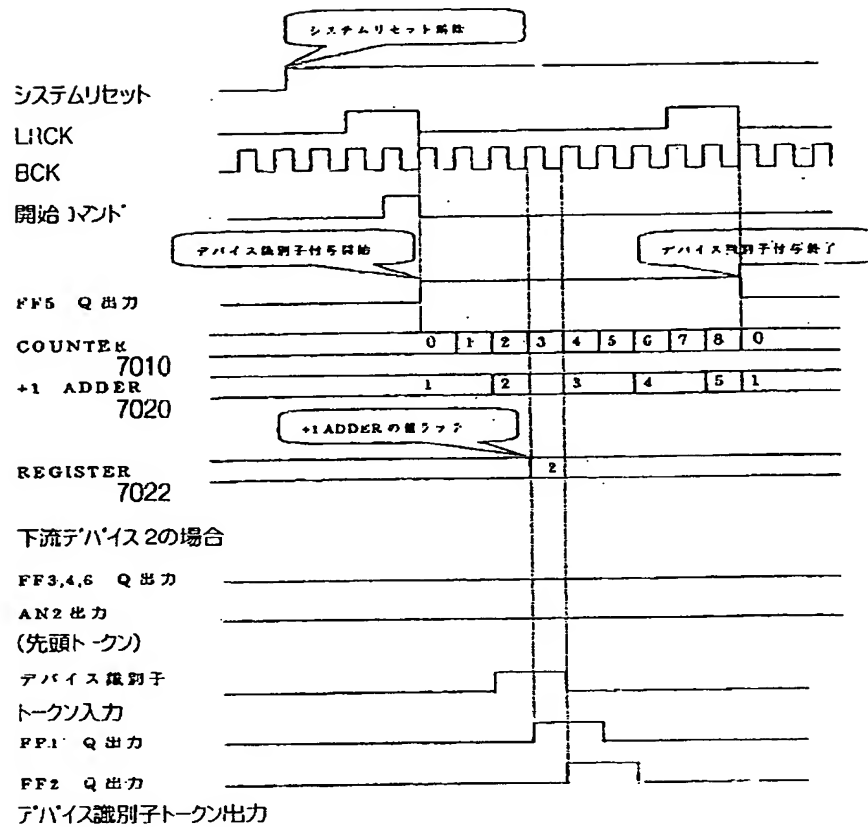 システムリセット解除
システムリセット
LRCK
BCK
開始コマンド
デバイス識別子付与開始
デバイス識別子付与終了
FF5 Q出力
COUNTER
7010
0 1 2 3 4 5 6 7 8 0
+1 ADDER
7020
1 2 3 4 5 1
+1 ADDERの値ラッチ
REGISTER
7022
2
下流デバイス2の場合
FF3,4,6 Q出力
AN2出力
(先頭トークン)
デバイス識別子
トークン入力
FF1 Q出力
FF2 Q出力
デバイス識別子トークン出力